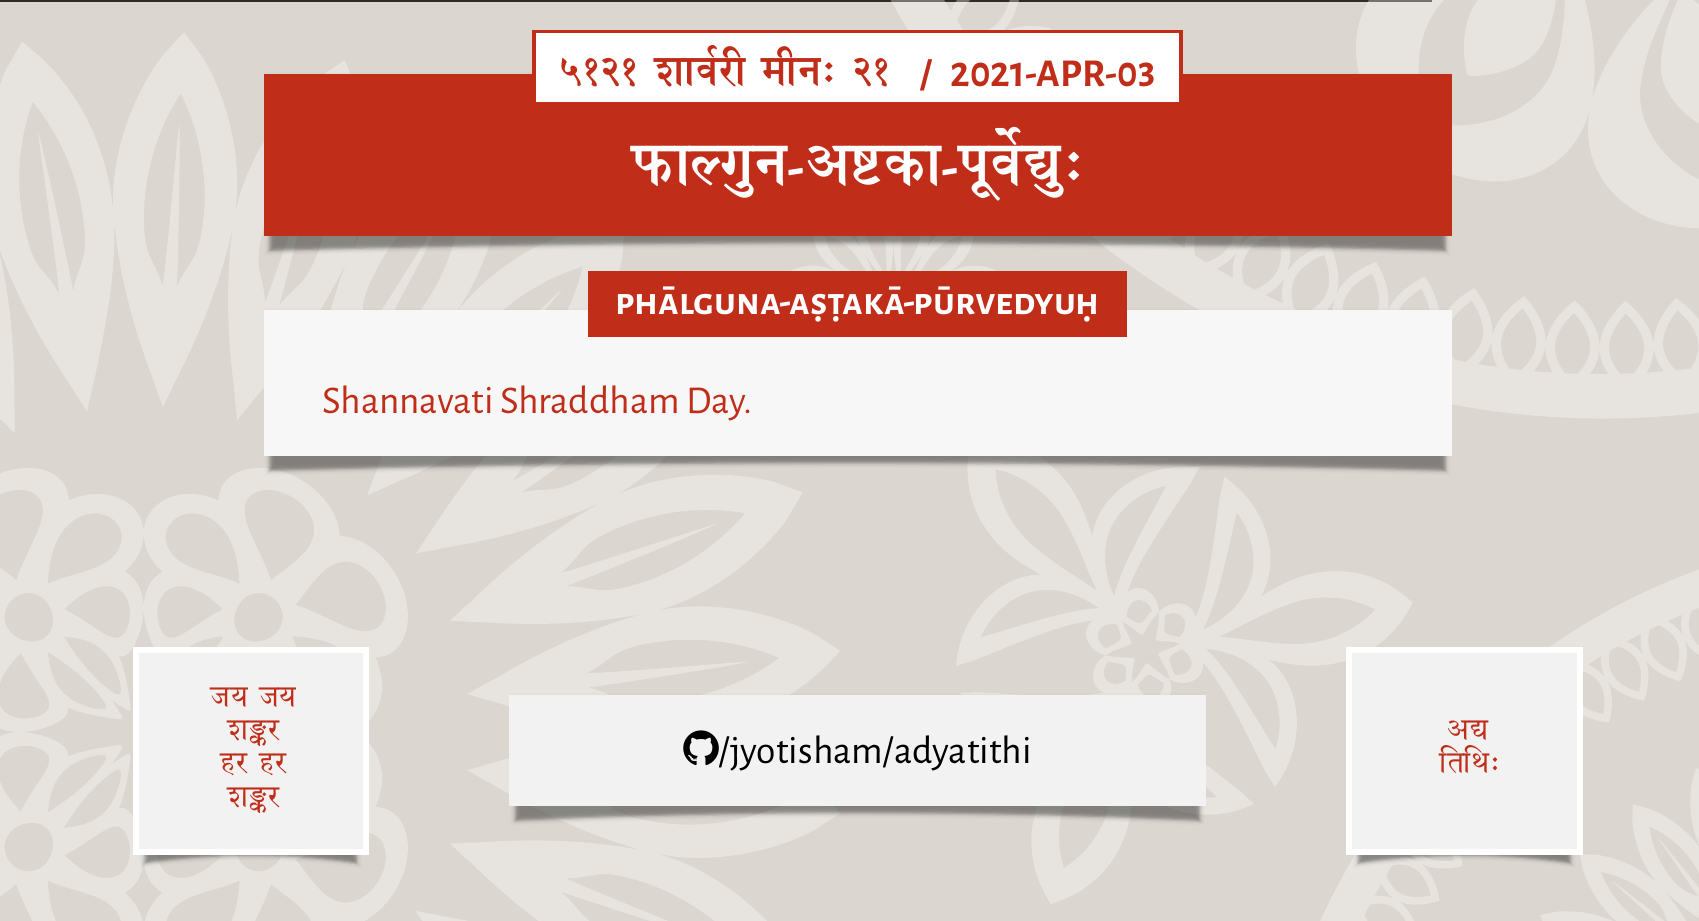 ५१२१ शार्वरी मीनः २१ / 2021-APR-03
फाल्गुन-अष्टका-पूर्वेद्युः
PHĀLGUNA-AṢṬAKĀ-PŪRVEDYUḤ
Shannavati Shraddham Day.
जय जय
शङ्कर
हर हर
शङ्कर
/jyotisham/adyatithi
अद्य
तिथिः